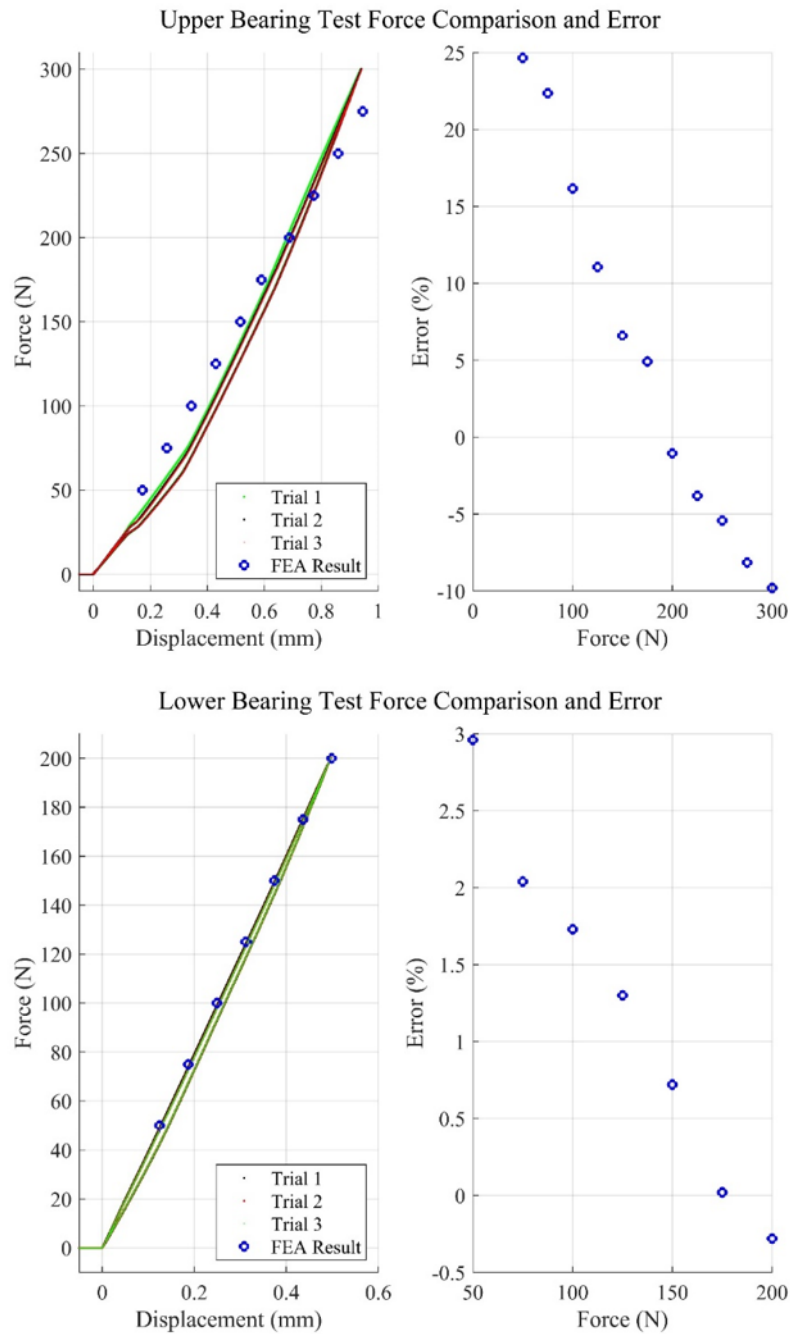 Upper Bearing Test Force Comparison and Error
300
250
200
150
100
50
0
Force (N)
0
0.2
0.4
0.6
0.8
1
Displacement (mm)
Trial 1
Trial 2
Trial 3
FEA Result
25
20
15
10
5
0
-5
-10
Error (%)
0
100
200
300
Force (N)
Lower Bearing Test Force Comparison and Error
200
180
160
140
120
100
80
60
40
20
0
Force (N)
0
0.2
0.4
0.6
Displacement (mm)
Trial 1
Trial 2
Trial 3
FEA Result
3
2.5
2
1.5
1
0.5
0
-0.5
Error (%)
50
100
150
200
Force (N)